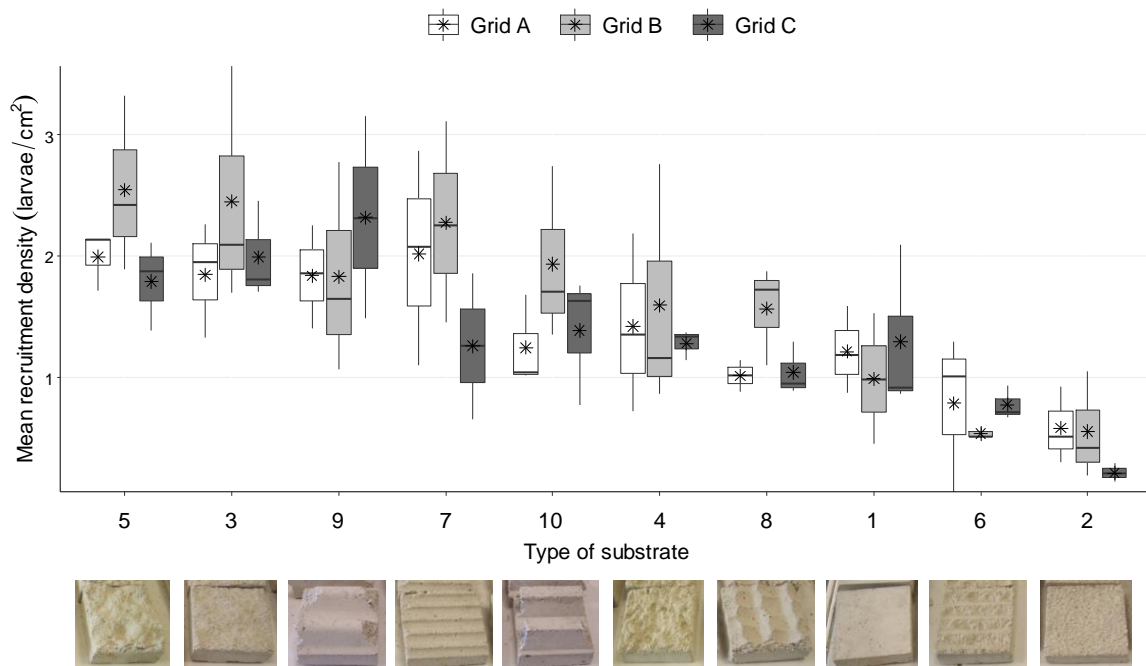 Grid A Grid B Grid C
Mean recruitment density (larvae/cm²)
3
2
1
5 3 9 7 10 4 8 1 6 2
Type of substrate